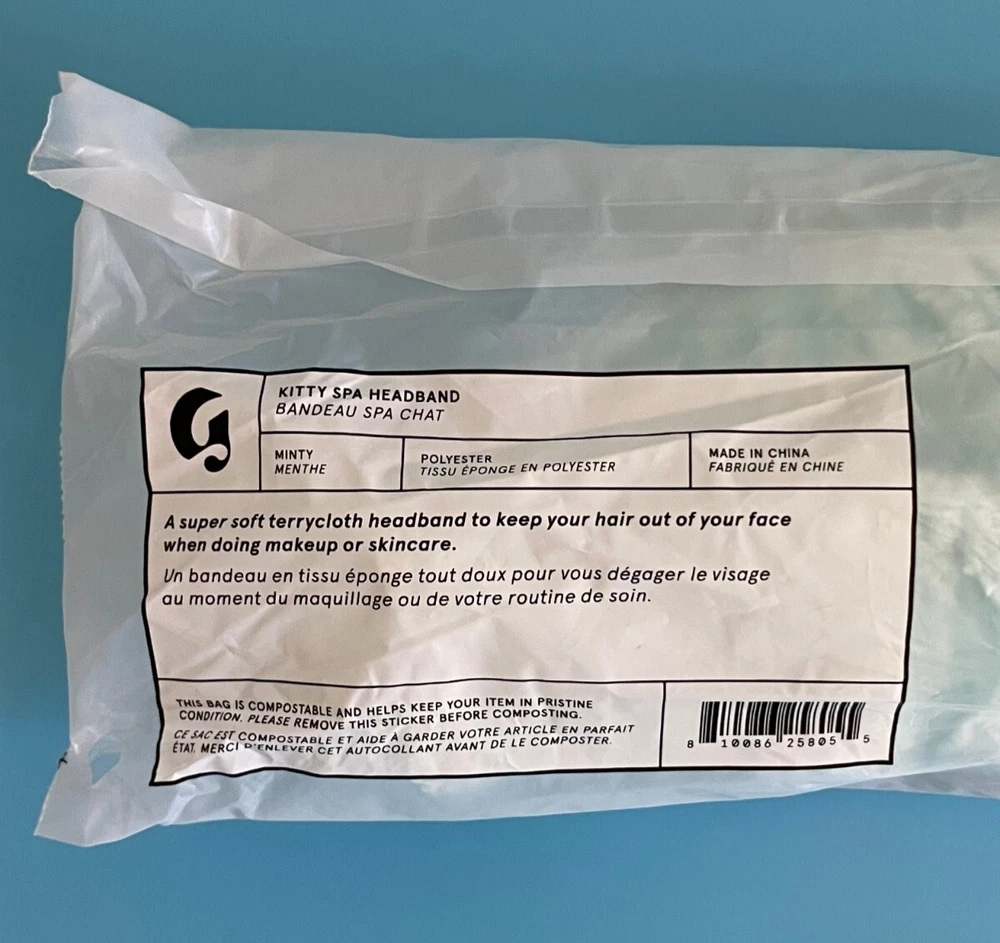 G
KITTY SPA HEADBAND
BANDEAU SPA CHAT
MINTY
MENTHE
POLYESTER
TISSU ÉPONGE EN POLYESTER
MADE IN CHINA
FABRIQUÉ EN CHINE
A super soft terrycloth headband to keep your hair out of your face
when doing makeup or skincare.
Un bandeau en tissu éponge tout doux pour vous dégager le visage
au moment du maquillage ou de votre routine de soin.
THIS BAG IS COMPOSTABLE AND HELPS KEEP YOUR ITEM IN PRISTINE
CONDITION. PLEASE REMOVE THIS STICKER BEFORE COMPOSTING.
CE SAC EST COMPOSTABLE ET AIDE À GARDER VOTRE ARTICLE EN PARFAIT
ÉTAT. MERCI D'ENLEVER CET AUTOCOLLANT AVANT DE LE COMPOSTER.
8 10086 25805 5